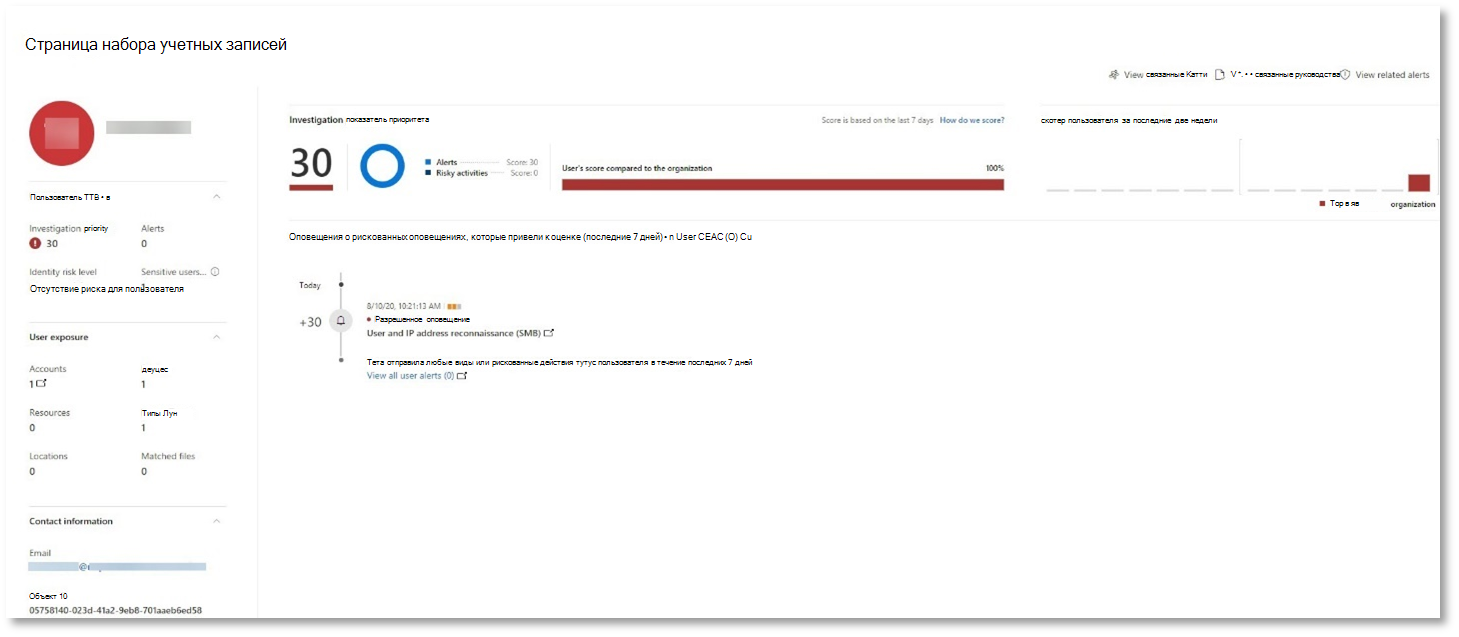 Страница набора учетных записей
View связанные Катти V *. • • связанные руководства View related alerts
Пользователь ТТВ • в
Investigation priority Alerts
30 0
Identity risk level Sensitive users...
Отсутствие риска для пользователя
User exposure
Accounts деуцес
1 1
Resources Типы Лун
0 1
Locations Matched files
0 0
Contact information
Email
@
Объект 10
05758140-023d-41a2-9eb8-701aaeb6ed58
Investigation показатель приоритета
Score is based on the last 7 days How do we score?
30
Alerts Score: 30
Risky activities Score: 0
User's score compared to the organization 100%
скотер пользователя за последние две недели
Тор в яв organization
Оповещения о рискованных оповещениях, которые привели к оценке (последние 7 дней) • n User CEAC (O) Cu
Today
8/10/20, 10:21:13 AM
+30
Разрешенное оповещение
User and IP address reconnaissance (SMB)
Тета отправила любые виды или рискованные действия тутус пользователя в течение последних 7 дней
View all user alerts (0)